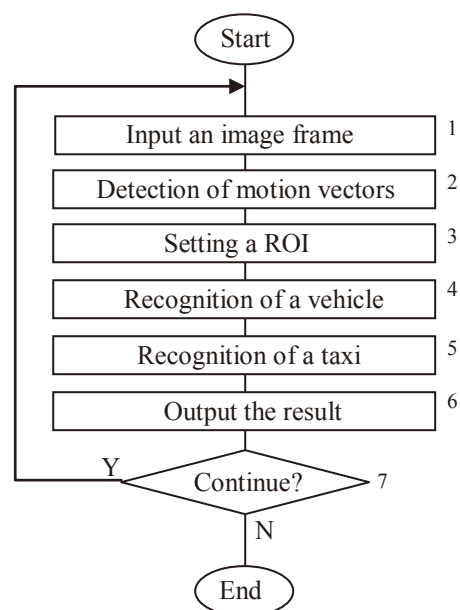 Start
Input an image frame 1
Detection of motion vectors 2
Setting a ROI 3
Recognition of a vehicle 4
Recognition of a taxi 5
Output the result 6
Y Continue? 7
N
End